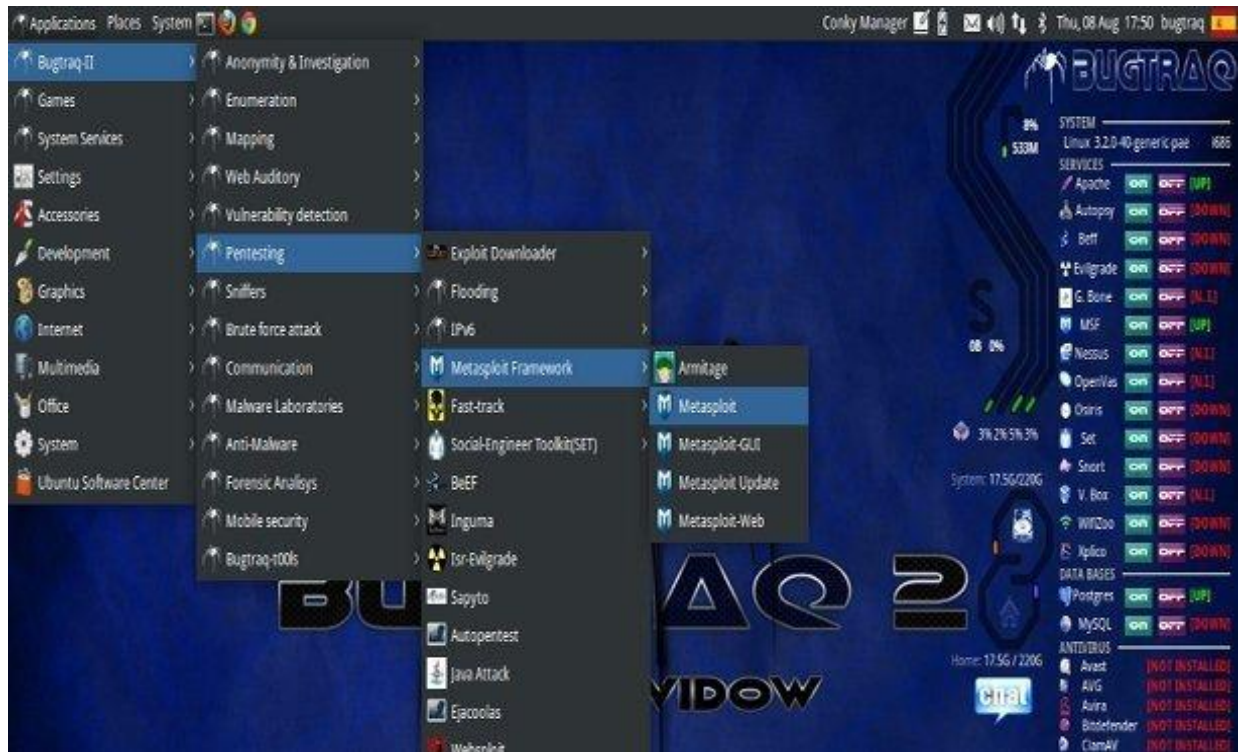 Applications Places System
Conky Manager Thu, 08 Aug 17:50 bugtraq
Bugtraq-II
Games
System Services
Settings
Accessories
Development
Graphics
Internet
Multimedia
Office
System
Ubuntu Software Center
Anonymity & Investigation
Enumeration
Mapping
Web Auditory
Vulnerability detection
Pentesting
Sniffers
Brute force attack
Communication
Malware Laboratories
Anti-Malware
Forensic Analisys
Mobile security
Bugtraq-t00ls
Exploit Downloader
Flooding
IPv6
Metasploit Framework
Fast-track
Social-Engineer Toolkit(SET)
BeEF
Inguma
Isr-Evilgrade
Sapyto
Autopentest
Java Attack
Ejacoolas
Websploit
Armitage
Metasploit
Metasploit-GUI
Metasploit Update
Metasploit-Web
BUGTRAQ
8%
533M
S
0B 0%
3% 2% 5% 3%
System: 17.5G/220G
Home: 17.5G / 220G
chat
SYSTEM
Linux 3.2.0-40-generic-pae i686
SERVICES
Apache ON OFF [UP]
Autopsy ON OFF [DOWN]
Beff ON OFF [DOWN]
Evilgrade ON OFF [DOWN]
G. Bone ON OFF [N.I.]
MSF ON OFF [UP]
Nessus ON OFF [N.I.]
OpenVas ON OFF [N.I.]
Osiris ON OFF [DOWN]
Set ON OFF [DOWN]
Snort ON OFF [DOWN]
V. Box ON OFF [N.I.]
WifiZoo ON OFF [DOWN]
Xplico ON OFF [DOWN]
DATA BASES
Postgres ON OFF [UP]
MySQL ON OFF [DOWN]
ANTIVIRUS
Avast [NOT INSTALLED]
AVG [NOT INSTALLED]
Avira [NOT INSTALLED]
Bitdefender [NOT INSTALLED]
ClamAV [NOT INSTALLED]
BU AQ 2
WIDOW